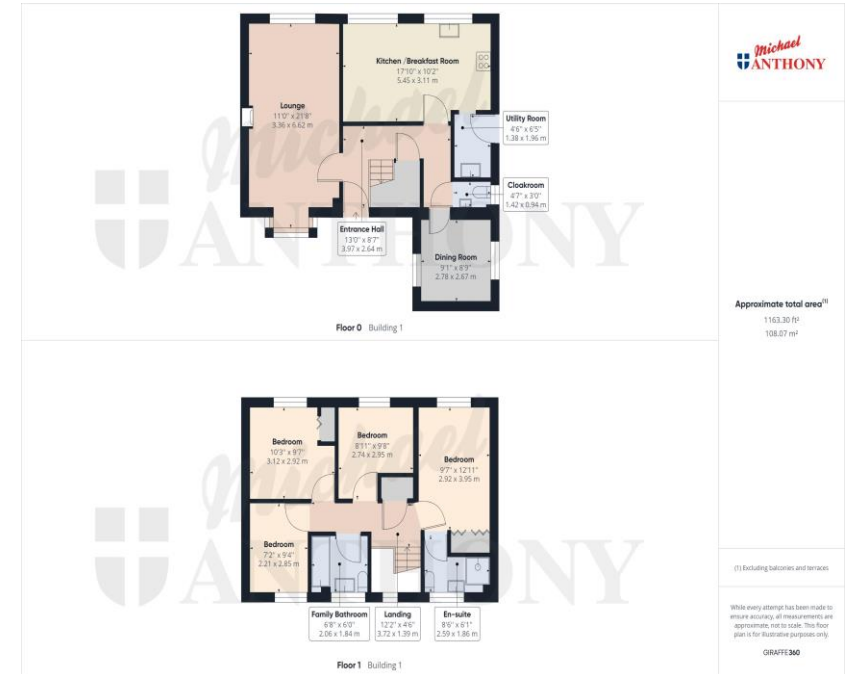 Kitchen /Breakfast Room
17'10" x 10'2"
5.45 x 3.11 m
Lounge
11'0" x 21'8"
3.36 x 6.62 m
Utility Room
4'6" x 6'5"
1.38 x 1.96 m
Cloakroom
4'7" x 3'0"
1.42 x 0.94 m
Entrance Hall
13'0" x 8'7"
3.97 x 2.64 m
Dining Room
9'1" x 8'9"
2.78 x 2.67 m
Michael
ANTHONY
Floor 0 Building 1
Michael
ANTHONY
Approximate total area(1)
1163.30 ft²
108.07 m²
Bedroom
10'3" x 9'7"
3.12 x 2.92 m
Bedroom
8'11" x 9'8"
2.74 x 2.95 m
Bedroom
9'7" x 12'11"
2.92 x 3.95 m
Bedroom
7'2" x 9'4"
2.21 x 2.85 m
Family Bathroom
6'8" x 6'0"
2.06 x 1.84 m
Landing
12'2" x 4'6"
3.72 x 1.39 m
En-suite
8'6" x 6'1"
2.59 x 1.86 m
Michael
ANTHONY
Floor 1 Building 1
(1) Excluding balconies and terraces
While every attempt has been made to
ensure accuracy, all measurements are
approximate, not to scale. This floor
plan is for illustrative purposes only.
GIRAFFE360